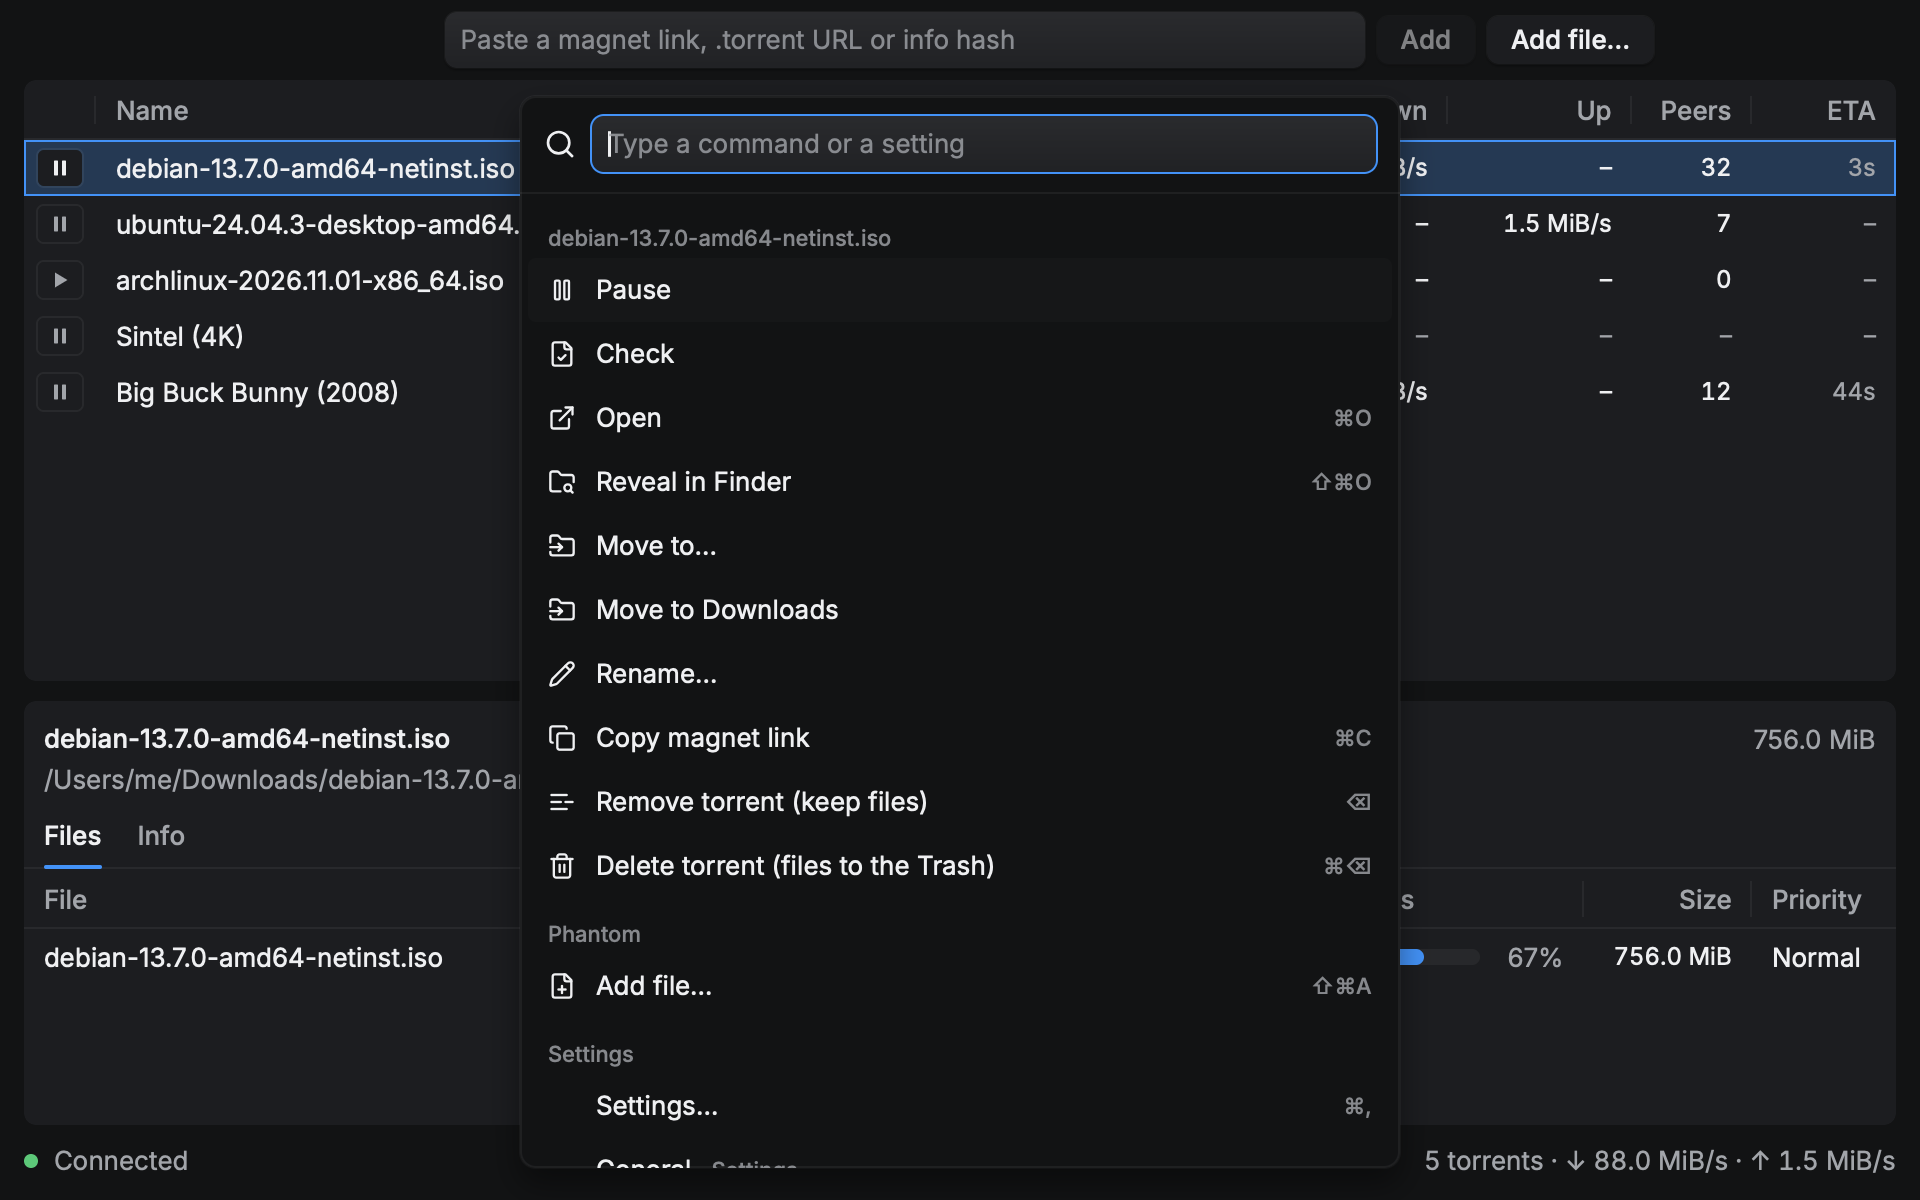 Paste a magnet link, .torrent URL or info hash
Add
Add file...
Name
Up
Peers
ETA
Type a command or a setting
debian-13.7.0-amd64-netinst.iso
–
32
3s
ubuntu-24.04.3-desktop-amd64.
–
1.5 MiB/s
7
–
archlinux-2026.11.01-x86_64.iso
–
–
0
–
Sintel (4K)
–
–
–
–
Big Buck Bunny (2008)
–
12
44s
debian-13.7.0-amd64-netinst.iso
Pause
Check
Open ⌘O
Reveal in Finder ⇧⌘O
Move to...
Move to Downloads
Rename...
Copy magnet link ⌘C
Remove torrent (keep files) ⌫
Delete torrent (files to the Trash) ⌘⌫
Phantom
Add file... ⇧⌘A
Settings
Settings... ⌘,
General Settings
debian-13.7.0-amd64-netinst.iso
756.0 MiB
/Users/me/Downloads/debian-13.7.0-a
Files
Info
File
Size
Priority
debian-13.7.0-amd64-netinst.iso
67%
756.0 MiB
Normal
Connected
5 torrents · ↓ 88.0 MiB/s · ↑ 1.5 MiB/s